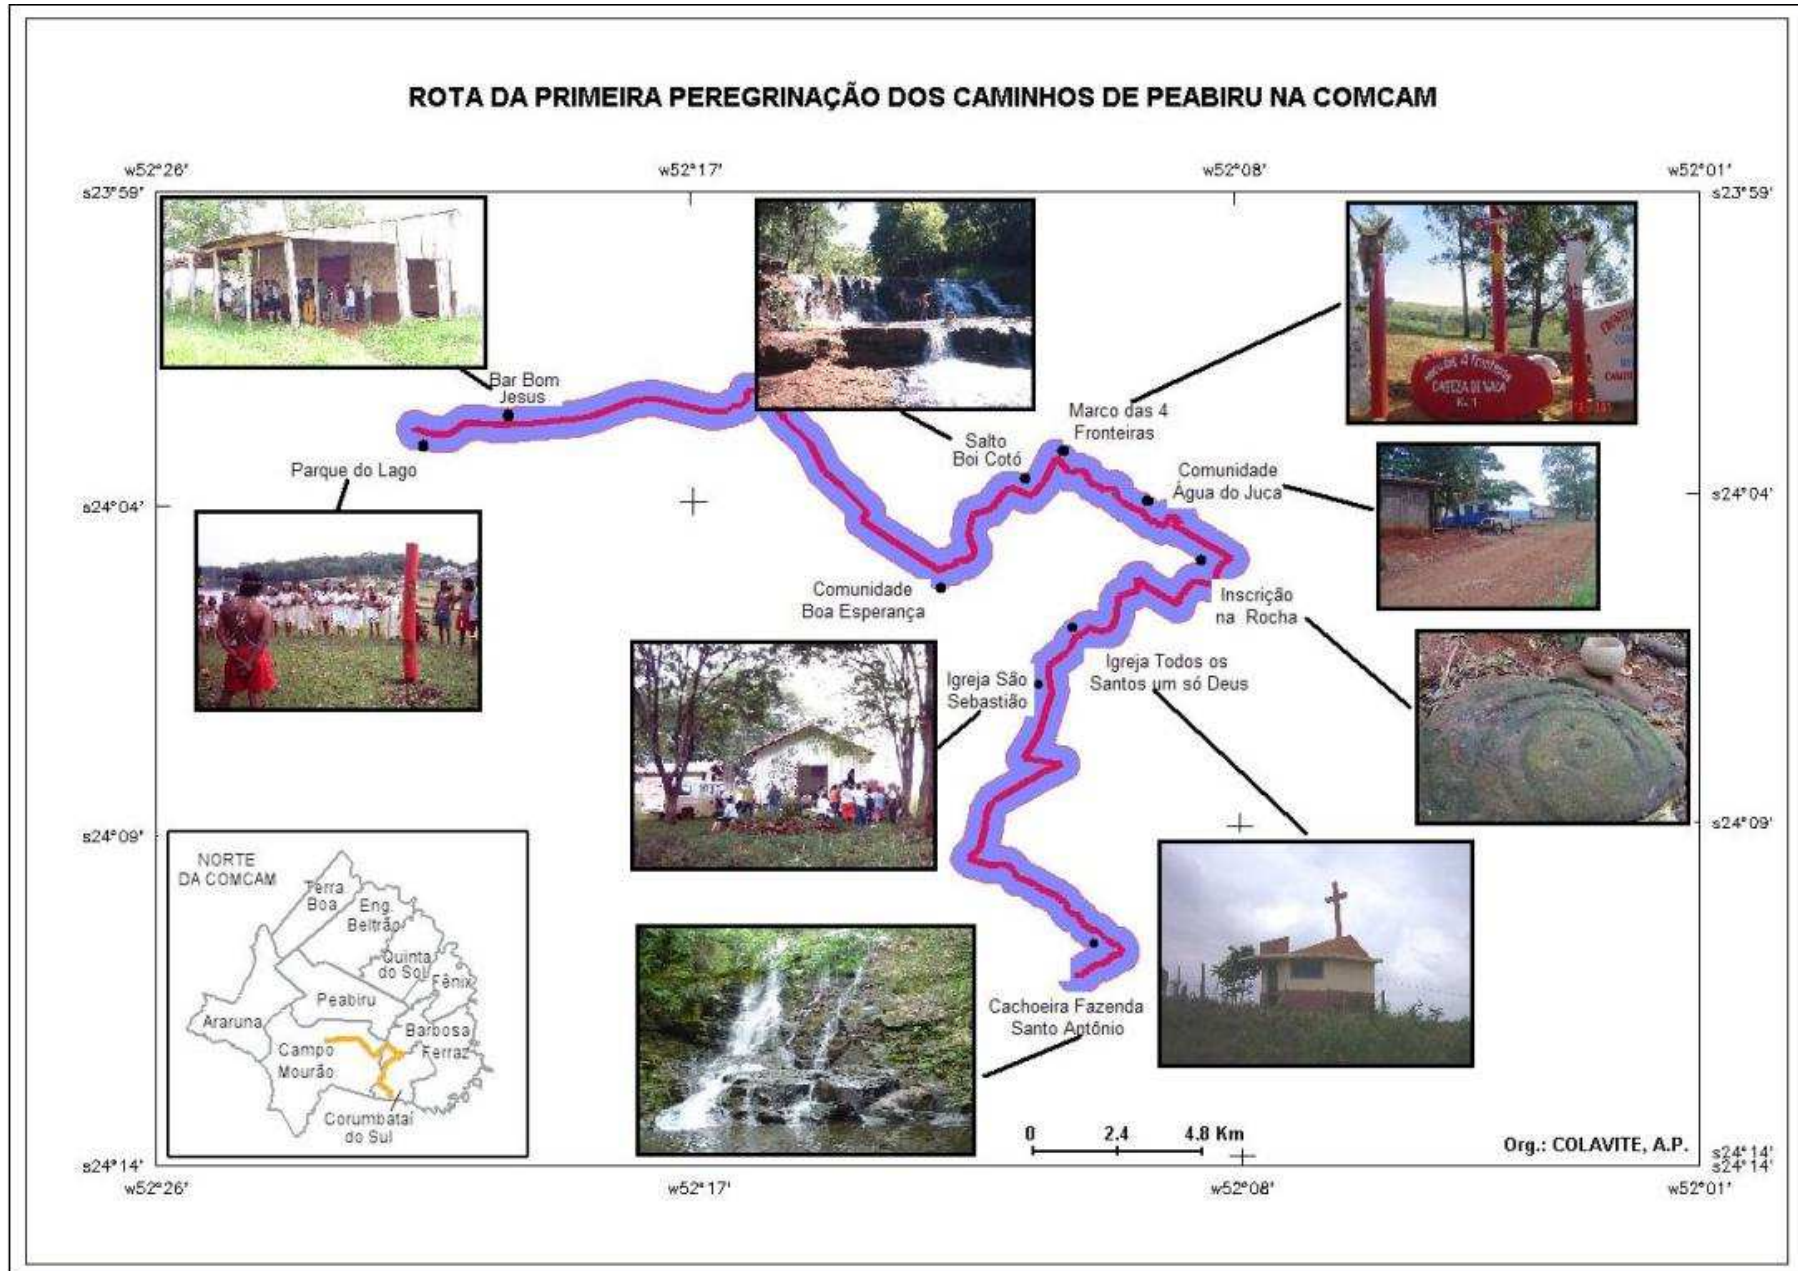 ROTA DA PRIMEIRA PEREGRINAÇÃO DOS CAMINHOS DE PEABIRU NA COMCAM
w52°26'
w52°17'
w52°08'
w52°01'
s23°59'
s23°59'
Bar Bom
Jesus
Marco das 4
Fronteiras
Salto
Boi Cotó
Parque do Lago
Comunidade
Água do Juca
s24°04'
s24°04'
Comunidade
Boa Esperança
Inscrição
na Rocha
Igreja São
Sebastião
Igreja Todos os
Santos um só Deus
s24°09'
s24°09'
NORTE
DA COMCAM
Terra
Boa
Eng.
Beltrão
Quinta
do Sol
Fênix
Peabiru
Araruna
Barbosa
Ferraz
Campo
Mourão
Corumbataí
do Sul
Cachoeira Fazenda
Santo Antônio
0 2.4 4.8 Km
Org.: COLAVITE, A.P.
s24°14'
s24°14'
s24°14'
w52°26'
w52°17'
w52°08'
w52°01'
CABEZA DE VACA